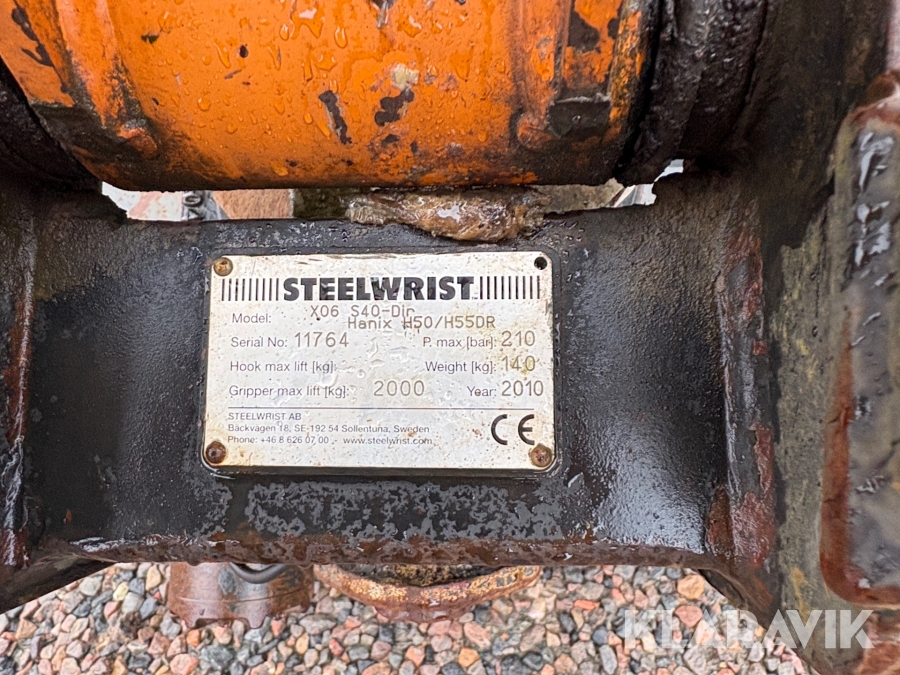 STEELWRIST
Model: X06 S40-Dir
Hanix H50/H55DR
Serial No: 11764 P. max [bar]: 210
Hook max lift [kg]: Weight [kg]: 140
Gripper max lift [kg]: 2000 Year: 2010
STEELWRIST AB
Backvägen 18, SE-192 54 Sollentuna, Sweden
Phone: +46 8 626 07 00 - www.steelwrist.com
CE
KLARAVIK